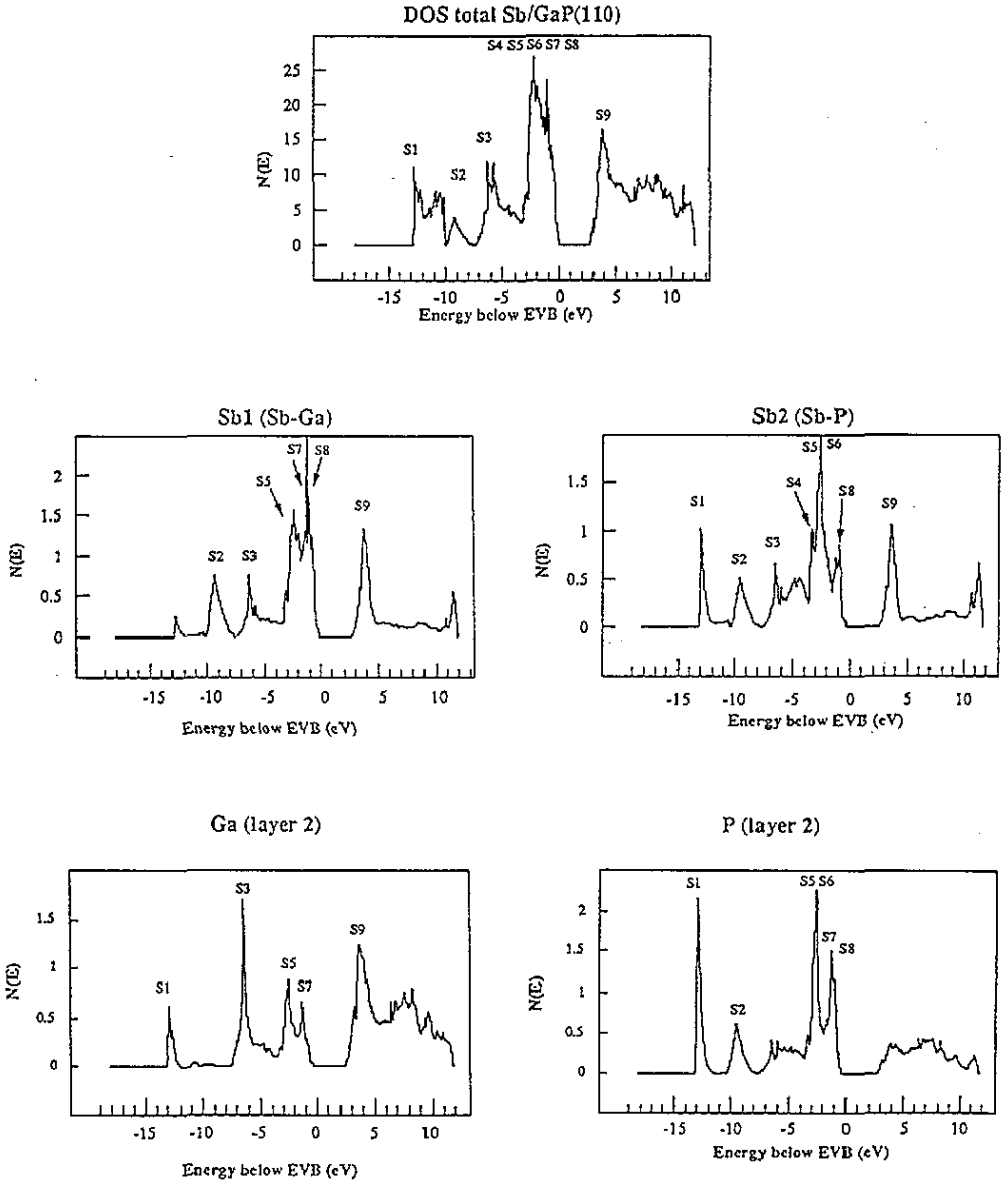 DOS total Sb/GaP(110)
S4 S5 S6 S7 S8
25
20
15
10
5
0
N(E)
S1
S2
S3
S9
-15 -10 -5 0 5 10
Energy below EVB (eV)
Sb1 (Sb-Ga)
2
1.5
1
0.5
0
N(E)
S2
S3
S5
S7
S8
S9
-15 -10 -5 0 5 10
Energy below EVB (eV)
Sb2 (Sb-P)
1.5
1
0.5
0
N(E)
S1
S2
S3
S4
S5 S6
S8
S9
-15 -10 -5 0 5 10
Energy below EVB (eV)
Ga (layer 2)
1.5
1
0.5
0
N(E)
S1
S3
S5
S7
S9
-15 -10 -5 0 5 10
Energy below EVB (eV)
P (layer 2)
2
1.5
1
0.5
0
N(E)
S1
S2
S5 S6
S7
S8
-15 -10 -5 0 5 10
Energy below EVB (eV)